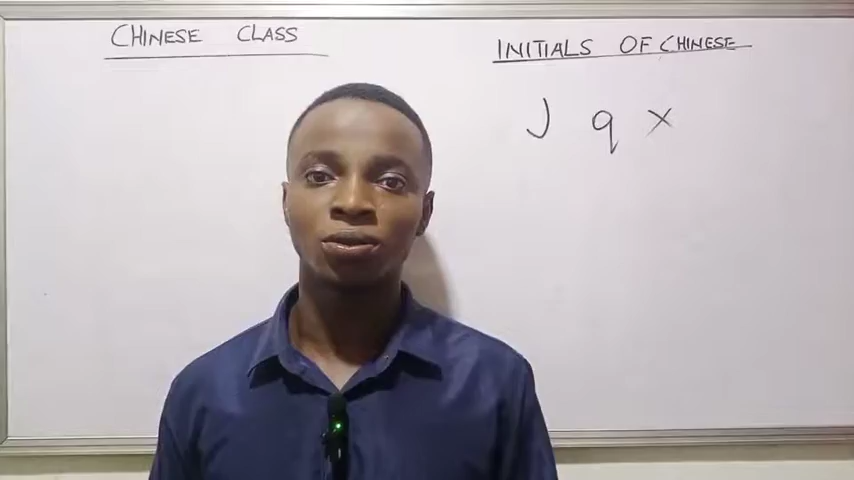 CHINESE CLASS
INITIALS OF CHINESE
J q x